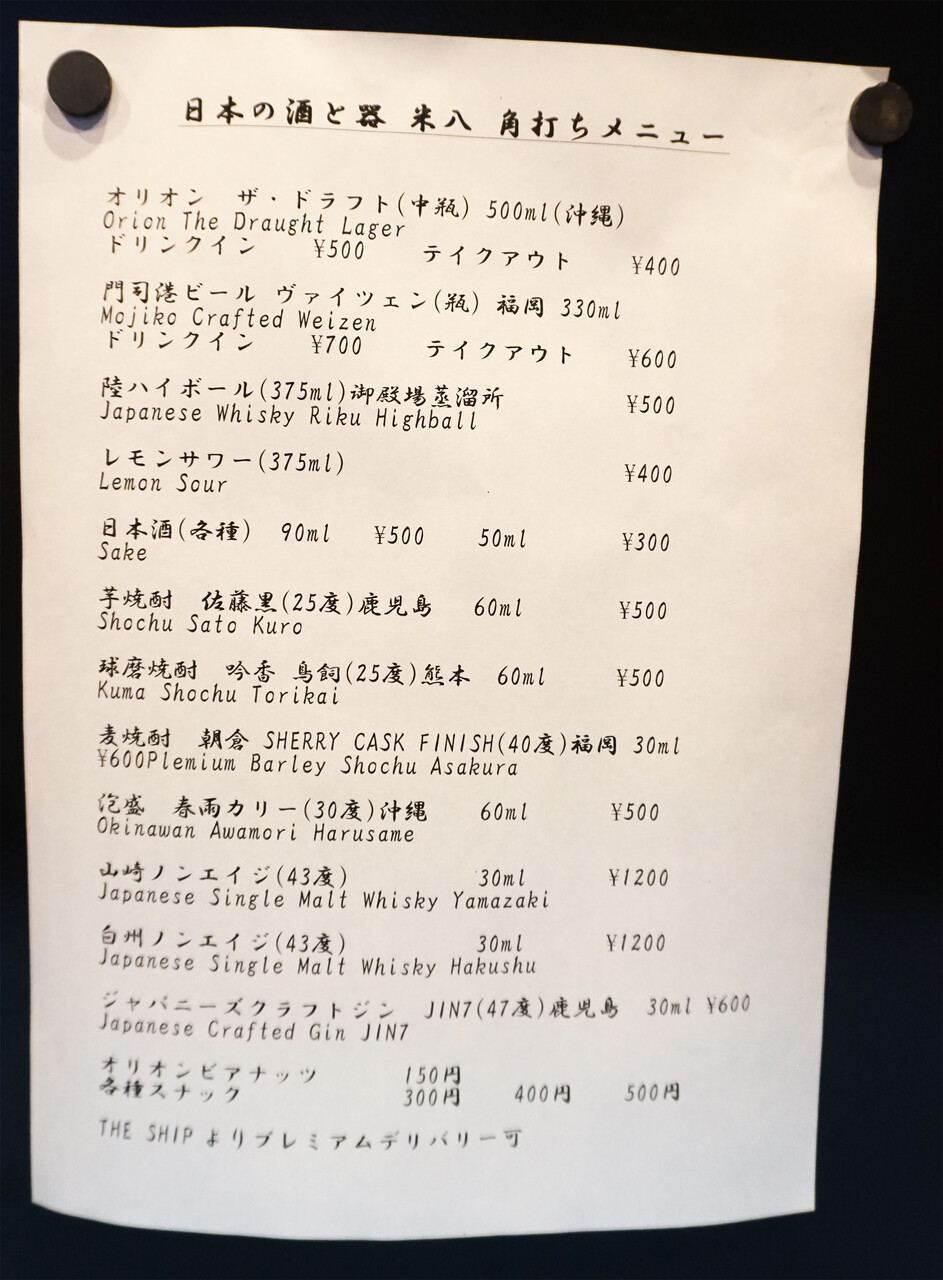 日本の酒と器 米八 角打ちメニュー
オリオン ザ・ドラフト(中瓶) 500ml(沖縄)
Orion The Draught Lager
ドリンクイン ¥500 テイクアウト ¥400
門司港ビール ヴァイツェン(瓶) 福岡 330ml
Mojiko Crafted Weizen
ドリンクイン ¥700 テイクアウト ¥600
陸ハイボール(375ml)御殿場蒸溜所 ¥500
Japanese Whisky Riku Highball
レモンサワー(375ml) ¥400
Lemon Sour
日本酒(各種) 90ml ¥500 50ml ¥300
Sake
芋焼酎 佐藤黒(25度)鹿児島 60ml ¥500
Shochu Sato Kuro
球磨焼酎 吟香 鳥飼(25度)熊本 60ml ¥500
Kuma Shochu Torikai
麦焼酎 朝倉 SHERRY CASK FINISH(40度)福岡 30ml
¥600Plemium Barley Shochu Asakura
泡盛 春雨カリー(30度)沖縄 60ml ¥500
Okinawan Awamori Harusame
山崎ノンエイジ(43度) 30ml ¥1200
Japanese Single Malt Whisky Yamazaki
白州ノンエイジ(43度) 30ml ¥1200
Japanese Single Malt Whisky Hakushu
ジャパニーズクラフトジン JIN7(47度)鹿児島 30ml ¥600
Japanese Crafted Gin JIN7
オリオンビアナッツ 150円
各種スナック 300円 400円 500円
THE SHIPよりプレミアムデリバリー可